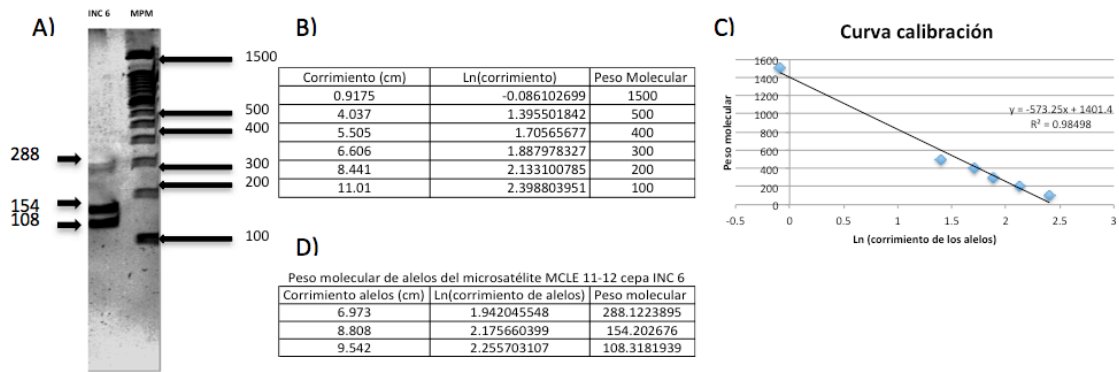 A)
INC 6 MPM
1500
500
400
300
200
100
288
154
108
B)
Corrimiento (cm) Ln(corrimiento) Peso Molecular
0.9175 -0.086102699 1500
4.037 1.395501842 500
5.505 1.70565677 400
6.606 1.887978327 300
8.441 2.133100785 200
11.01 2.398803951 100
C)
Curva calibración
Peso molecular
1600
1400
1200
1000
800
600
400
200
0
y = -573.25x + 1401.4
R² = 0.98498
-0.5 0 0.5 1 1.5 2 2.5 3
Ln (corrimiento de los alelos)
D)
Peso molecular de alelos del microsatélite MCLE 11-12 cepa INC 6
Corrimiento alelos (cm) Ln(corrimiento de alelos) Peso molecular
6.973 1.942045548 288.1223895
8.808 2.175660399 154.202676
9.542 2.255703107 108.3181939